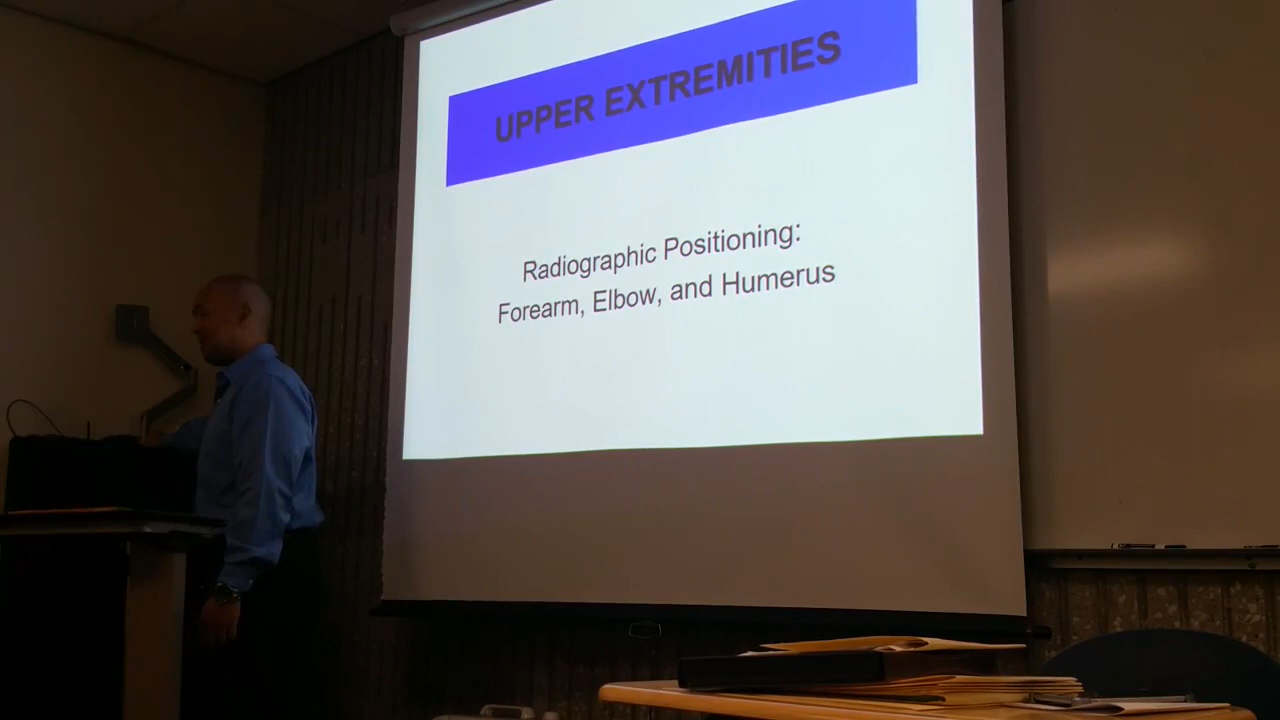 UPPER EXTREMITIES
Radiographic Positioning:
Forearm, Elbow, and Humerus